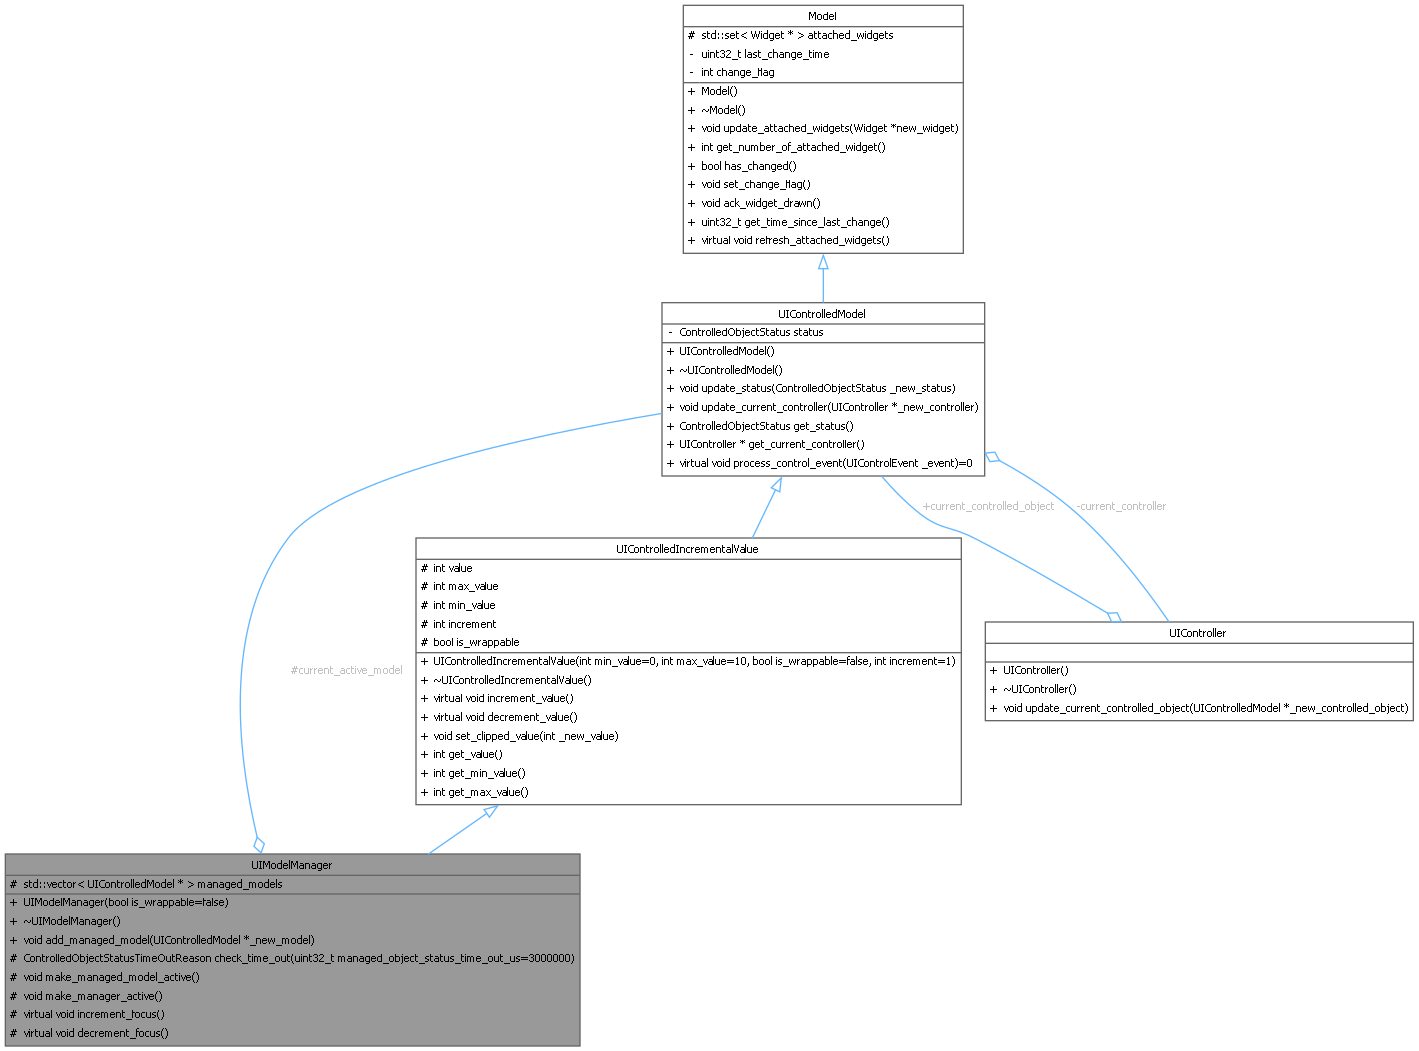 Model
# std::set< Widget * > attached_widgets
- uint32_t last_change_time
- int change_flag
+ Model()
+ ~Model()
+ void update_attached_widgets(Widget *new_widget)
+ int get_number_of_attached_widget()
+ bool has_changed()
+ void set_change_flag()
+ void ack_widget_drawn()
+ uint32_t get_time_since_last_change()
+ virtual void refresh_attached_widgets()
UIControlledModel
- ControlledObjectStatus status
+ UIControlledModel()
+ ~UIControlledModel()
+ void update_status(ControlledObjectStatus _new_status)
+ void update_current_controller(UIController *_new_controller)
+ ControlledObjectStatus get_status()
+ UIController * get_current_controller()
+ virtual void process_control_event(UIControlEvent _event)=0
+current_controlled_object
-current_controller
UIControlledIncrementalValue
# int value
# int max_value
# int min_value
# int increment
# bool is_wrappable
+ UIControlledIncrementalValue(int min_value=0, int max_value=10, bool is_wrappable=false, int increment=1)
+ ~UIControlledIncrementalValue()
+ virtual void increment_value()
+ virtual void decrement_value()
+ void set_clipped_value(int _new_value)
+ int get_value()
+ int get_min_value()
+ int get_max_value()
#current_active_model
UIController
+ UIController()
+ ~UIController()
+ void update_current_controlled_object(UIControlledModel *_new_controlled_object)
UIModelManager
# std::vector< UIControlledModel * > managed_models
+ UIModelManager(bool is_wrappable=false)
+ ~UIModelManager()
+ void add_managed_model(UIControlledModel *_new_model)
# ControlledObjectStatusTimeOutReason check_time_out(uint32_t managed_object_status_time_out_us=3000000)
# void make_managed_model_active()
# void make_manager_active()
# virtual void increment_focus()
# virtual void decrement_focus()